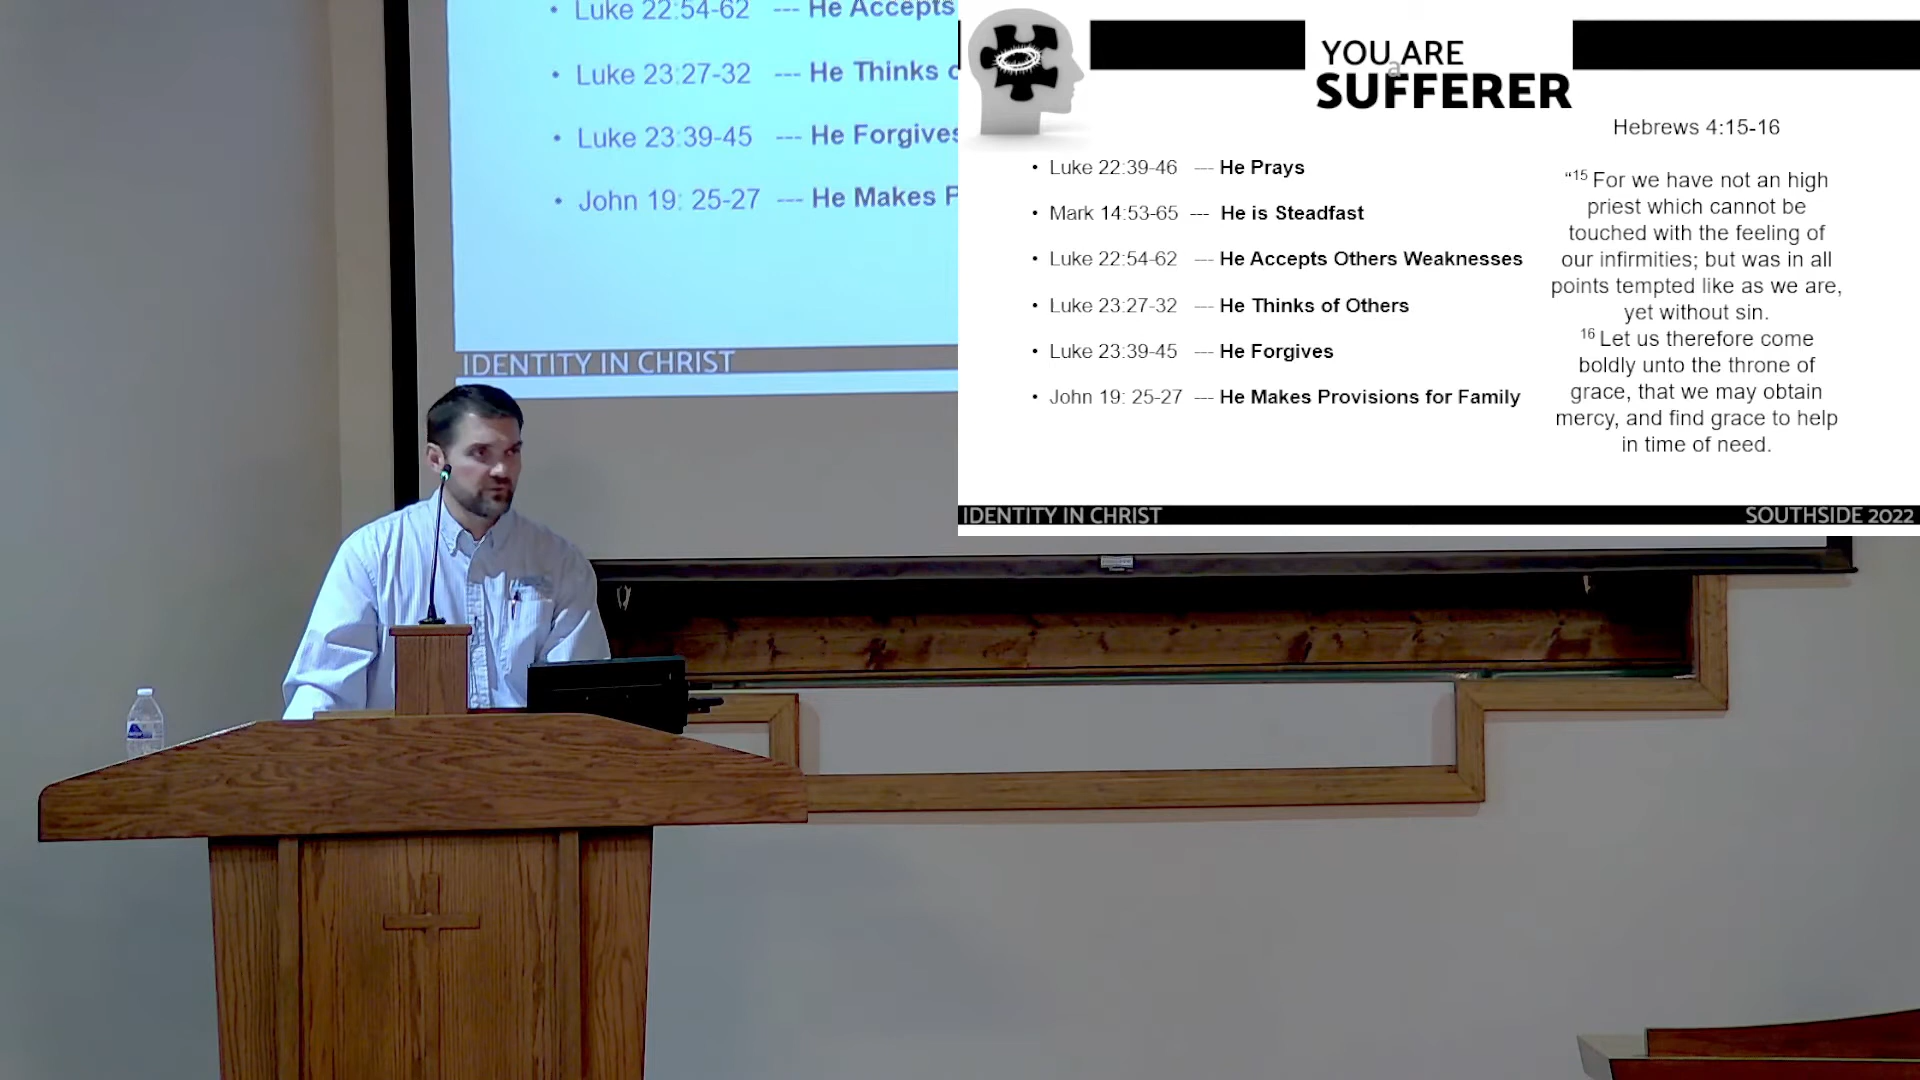 • Luke 22:54-62 --- He Accepts
• Luke 23:27-32 --- He Thinks
• Luke 23:39-45 --- He Forgives
• John 19: 25-27 --- He Makes
IDENTITY IN CHRIST
YOU ARE
a
SUFFERER
• Luke 22:39-46 --- He Prays
• Mark 14:53-65 --- He is Steadfast
• Luke 22:54-62 --- He Accepts Others Weaknesses
• Luke 23:27-32 --- He Thinks of Others
• Luke 23:39-45 --- He Forgives
• John 19: 25-27 --- He Makes Provisions for Family
Hebrews 4:15-16
“15 For we have not an high
priest which cannot be
touched with the feeling of
our infirmities; but was in all
points tempted like as we are,
yet without sin.
16 Let us therefore come
boldly unto the throne of
grace, that we may obtain
mercy, and find grace to help
in time of need.
IDENTITY IN CHRIST
SOUTHSIDE 2022